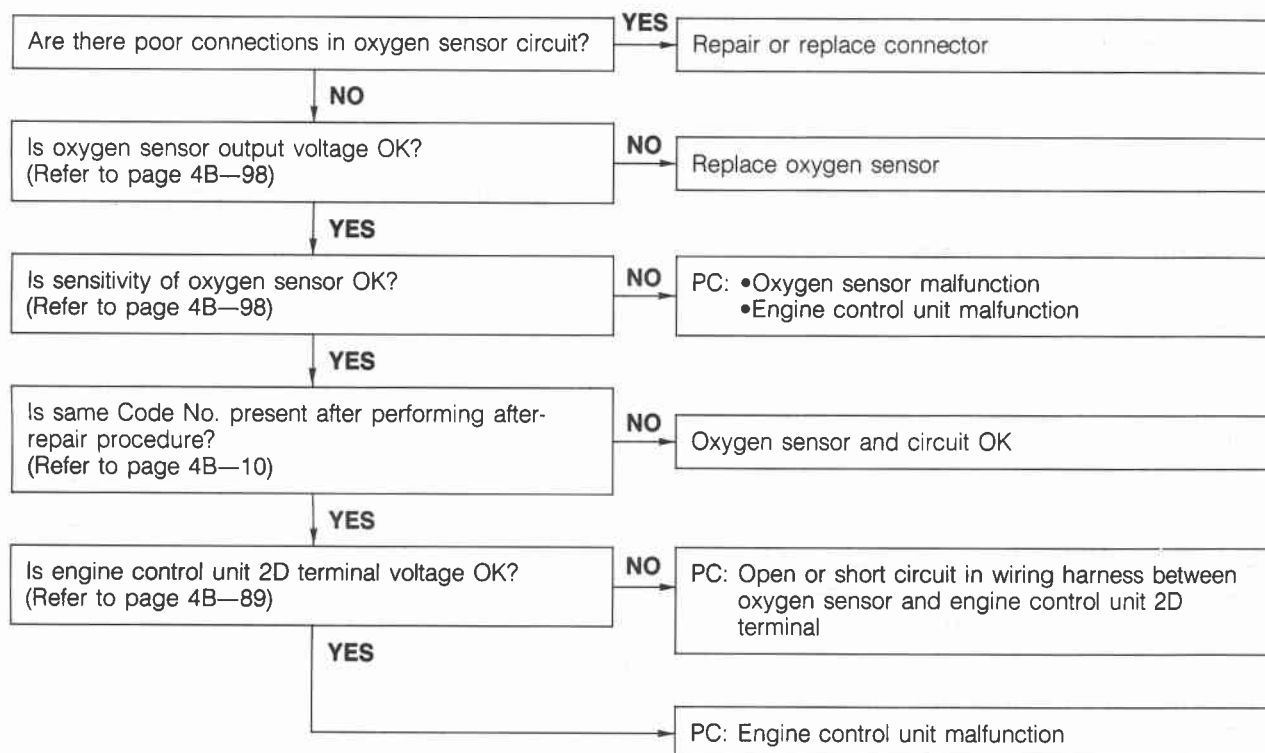 Are there poor connections in oxygen sensor circuit?
YES
Repair or replace connector
NO
Is oxygen sensor output voltage OK?
(Refer to page 4B—98)
NO
Replace oxygen sensor
YES
Is sensitivity of oxygen sensor OK?
(Refer to page 4B—98)
NO
PC: •Oxygen sensor malfunction
•Engine control unit malfunction
YES
Is same Code No. present after performing after-
repair procedure?
(Refer to page 4B—10)
NO
Oxygen sensor and circuit OK
YES
Is engine control unit 2D terminal voltage OK?
(Refer to page 4B—89)
NO
PC: Open or short circuit in wiring harness between
oxygen sensor and engine control unit 2D
terminal
YES
PC: Engine control unit malfunction